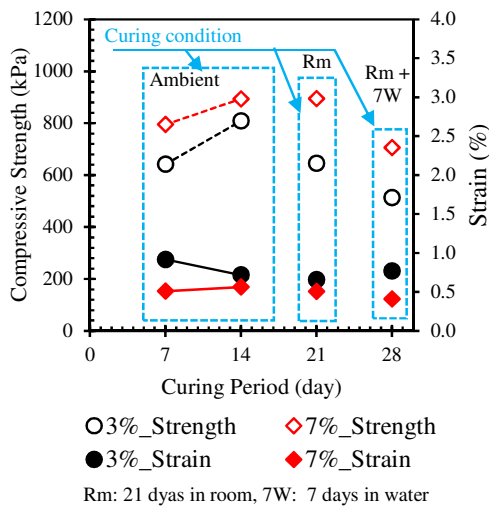 Curing condition
Ambient
Rm
Rm +
7W
Compressive Strength (kPa)
1200
1000
800
600
400
200
0
Strain (%)
4.0
3.5
3.0
2.5
2.0
1.5
1.0
0.5
0.0
0 7 14 21 28
Curing Period (day)
3%_Strength 7%_Strength
3%_Strain 7%_Strain
Rm: 21 dyas in room, 7W: 7 days in water